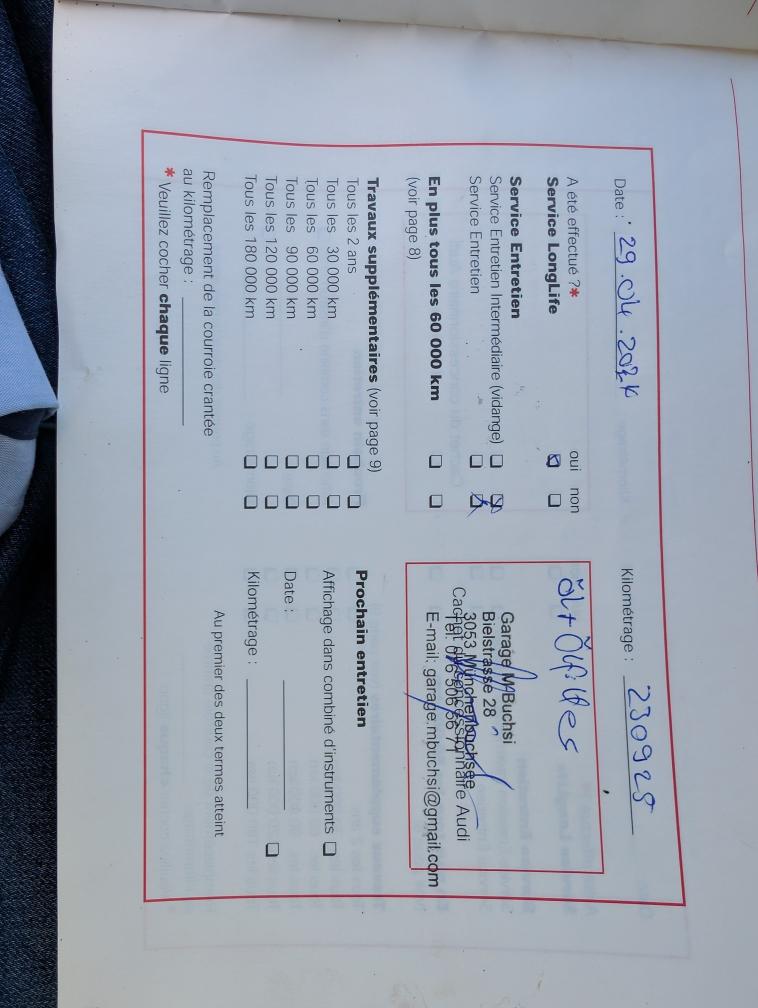 Date : 29.04.2024
Kilométrage : 230925
A été effectué ?* oui non
Service LongLife
Service Entretien
Service Entretien Intermédiaire (vidange)
Service Entretien
En plus tous les 60 000 km
(voir page 8)
Travaux supplémentaires (voir page 9)
Tous les 2 ans
Tous les 30 000 km
Tous les 60 000 km
Tous les 90 000 km
Tous les 120 000 km
Tous les 180 000 km
Remplacement de la courroie crantée
au kilométrage :
* Veuillez cocher chaque ligne
Öl + Ölfilter
Garage M Buchsi
Bielstrasse 28
3053 Münchenbuchsee
Cachet du concessionnaire Audi
Tel. 076 506 56 71
E-mail: garage.mbuchsi@gmail.com
Prochain entretien
Affichage dans combiné d'instruments
Date :
Kilométrage :
Au premier des deux termes atteint